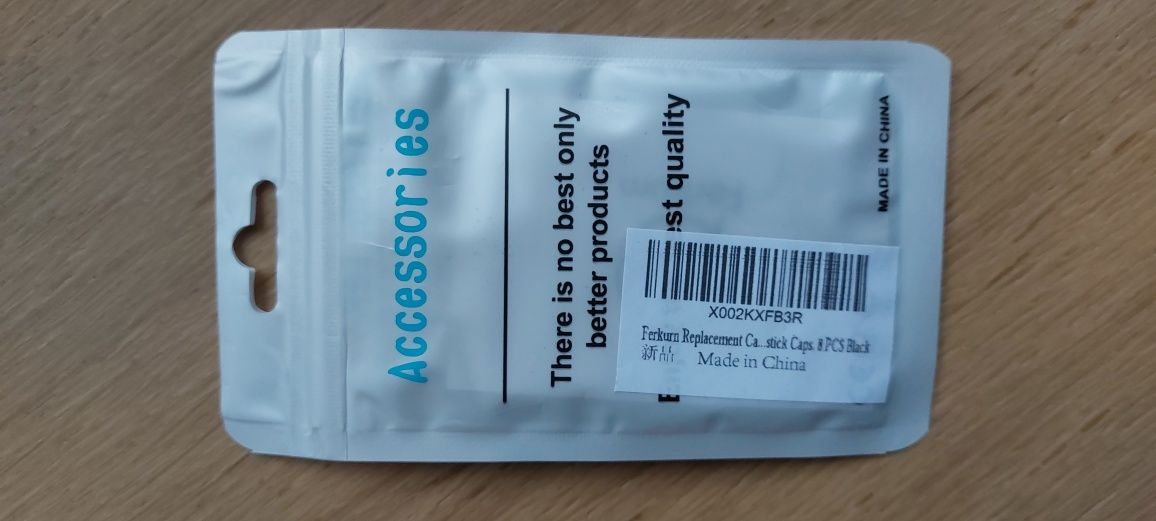 Accessories
There is no best only
better products
est quality
MADE IN CHINA
X002KXFB3R
Ferkurn Replacement Ca...stick Caps. 8 PCS Black
新品 Made in China